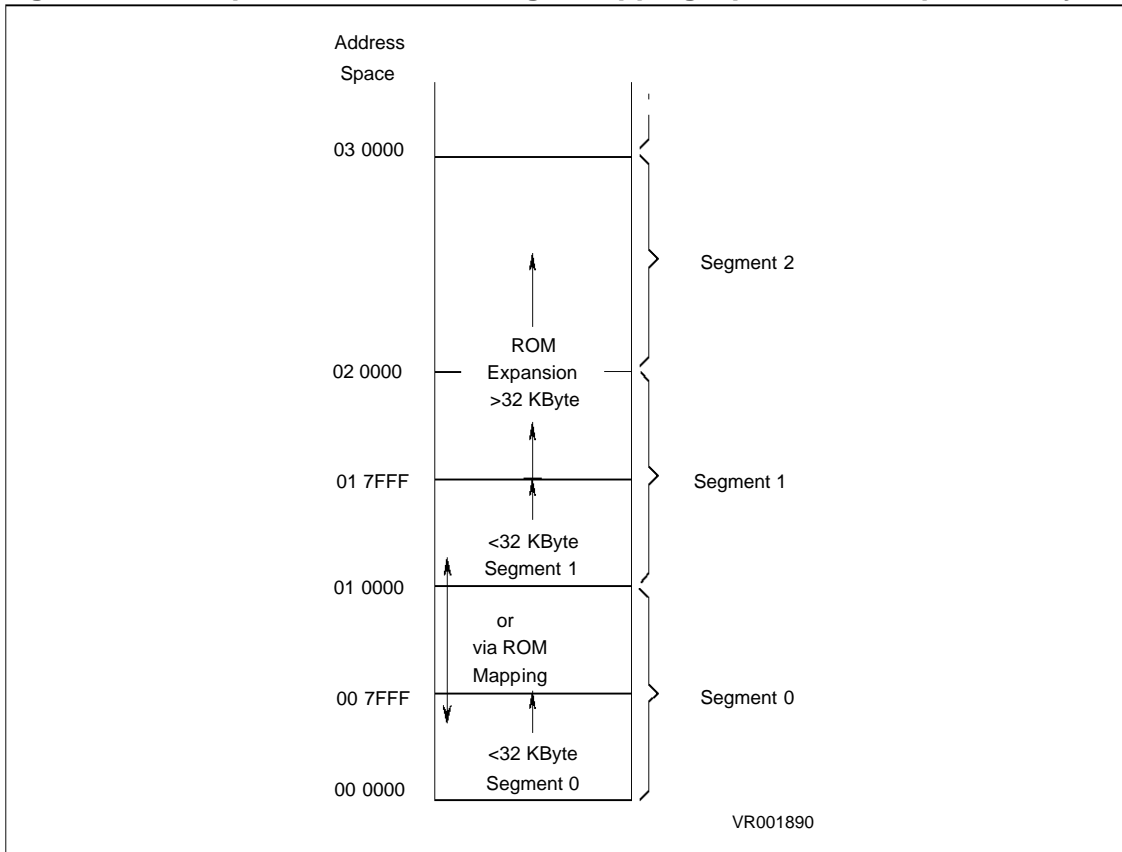 Address
Space
03 0000
Segment 2
ROM
02 0000
Expansion
>32 KByte
01 7FFF
Segment 1
<32 KByte
Segment 1
01 0000
or
via ROM
Mapping
00 7FFF
Segment 0
<32 KByte
Segment 0
00 0000
VR001890